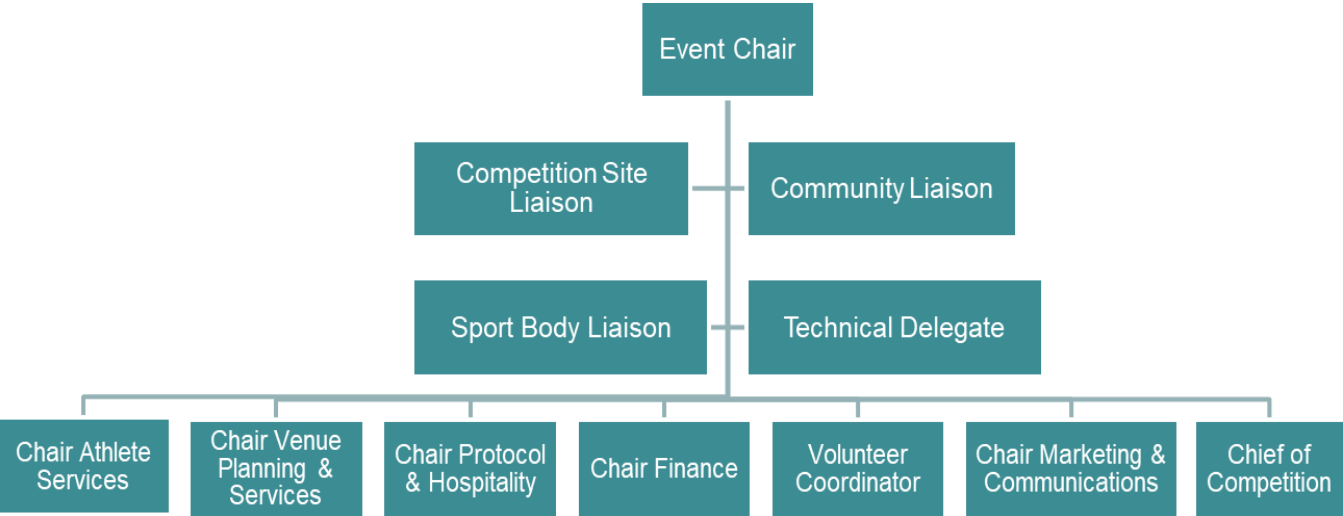 Event Chair
Competition Site
Liaison
Community Liaison
Sport Body Liaison
Technical Delegate
Chair Athlete
Services
Chair Venue
Planning &
Services
Chair Protocol
& Hospitality
Chair Finance
Volunteer
Coordinator
Chair Marketing &
Communications
Chief of
Competition